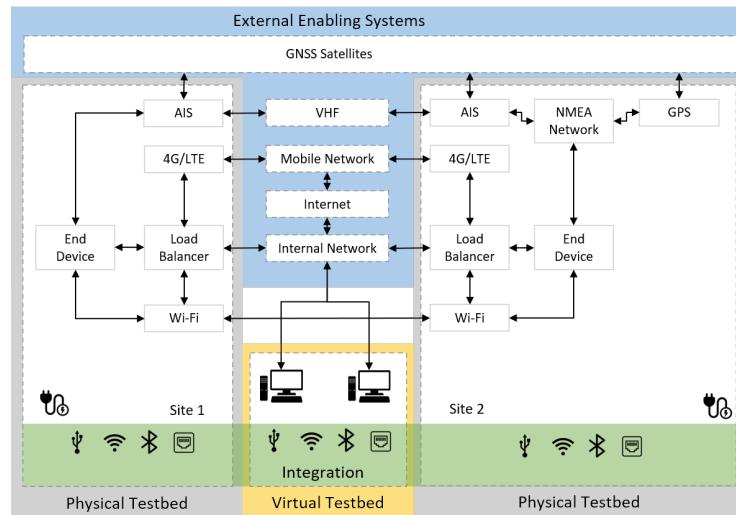 External Enabling Systems
GNSS Satellites
AIS
VHF
AIS
NMEA
Network
GPS
4G/LTE
Mobile Network
4G/LTE
Internet
End
Device
Load
Balancer
Internal Network
Load
Balancer
End
Device
Wi-Fi
Wi-Fi
Site 1
Site 2
Integration
Physical Testbed
Virtual Testbed
Physical Testbed